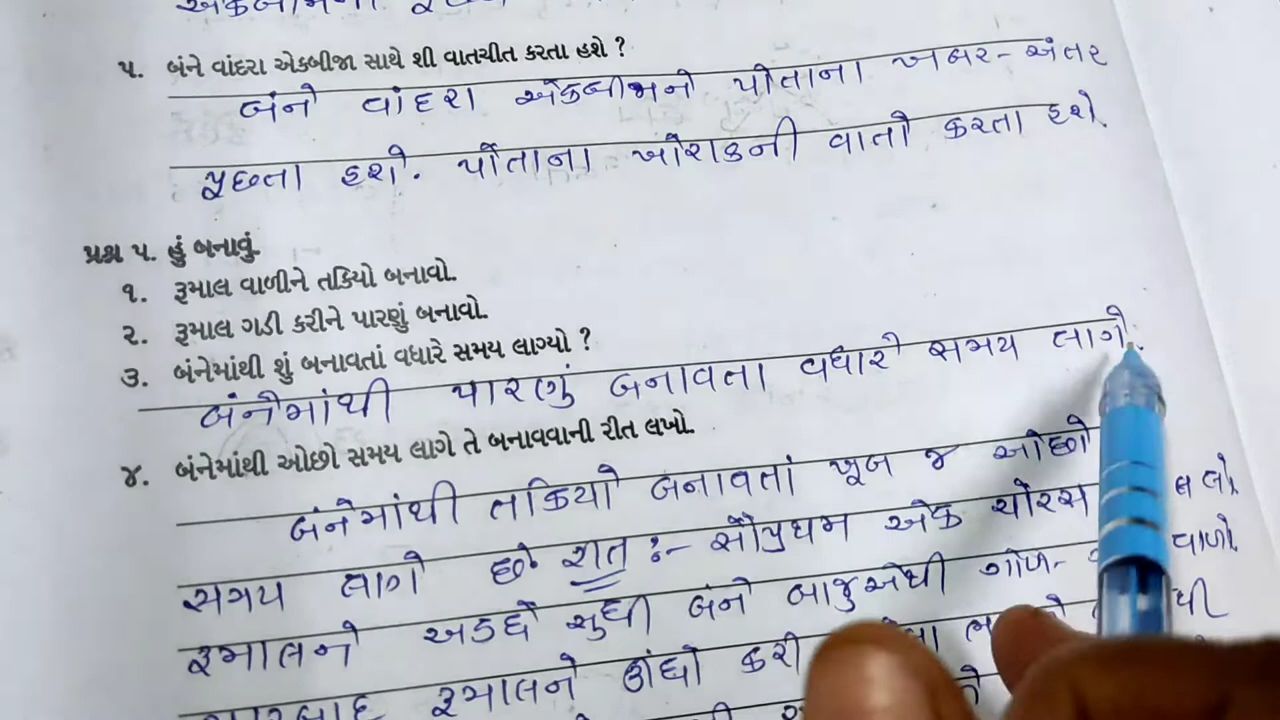 ૫. બંને વાંદરા એકબીજા સાથે શી વાતચીત કરતા હશે ?
બંને વાંદરા એકબીજાને પોતાના ખબર-અંતર
પૂછતા હશે. પોતાના ખોરાકની વાતો કરતા હશે.
પ્રશ્ન ૫. હું બનાવું.
૧. રૂમાલ વાળીને તકિયો બનાવો.
૨. રૂમાલ ગડી કરીને પારણું બનાવો.
૩. બંનેમાંથી શું બનાવતાં વધારે સમય લાગ્યો ?
બંનેમાંથી પારણું બનાવતા વધારે સમય લાગે.
૪. બંનેમાંથી ઓછો સમય લાગે તે બનાવવાની રીત લખો.
બંનેમાંથી તકિયો બનાવતાં ખૂબ જ ઓછો
સમય લાગે છે. રીત :- સૌપ્રથમ એક ચોરસ લો.
રૂમાલને અડધે સુધી બંને બાજુએથી ગોળ- વાળો.
રૂમાલને ઊંધો કરી